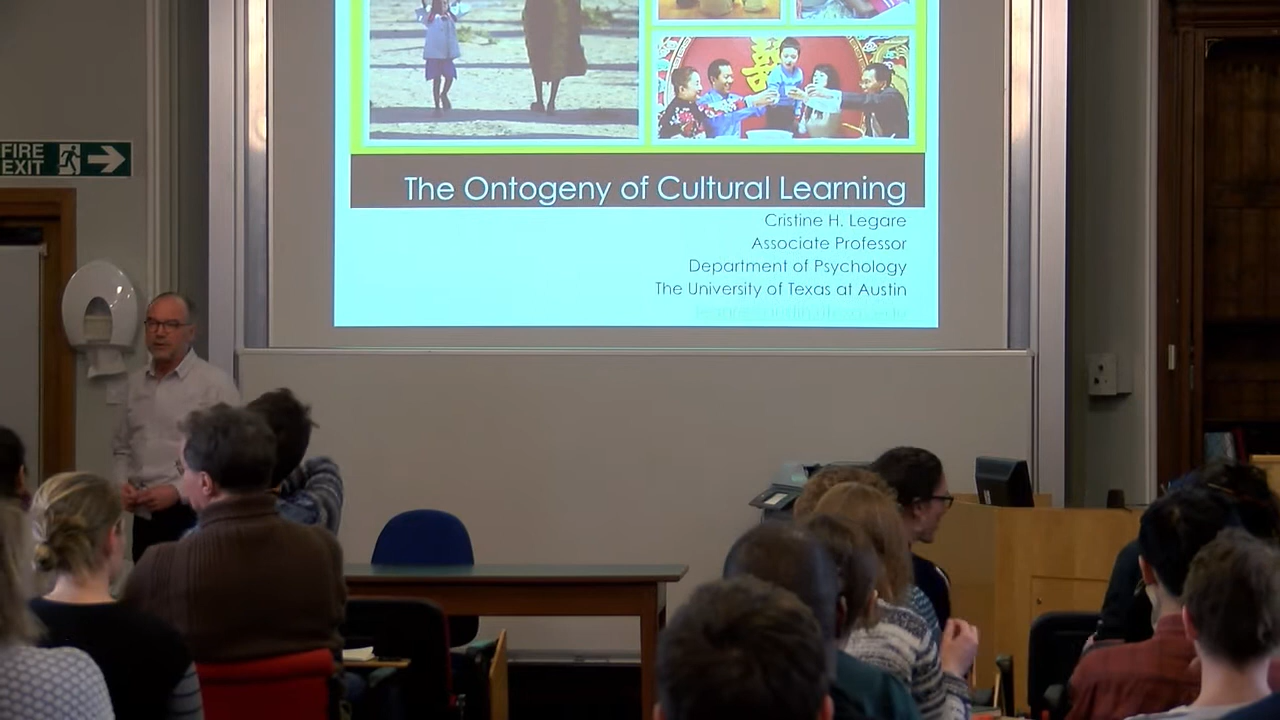 FIRE
EXIT
囍
The Ontogeny of Cultural Learning
Cristine H. Legare
Associate Professor
Department of Psychology
The University of Texas at Austin